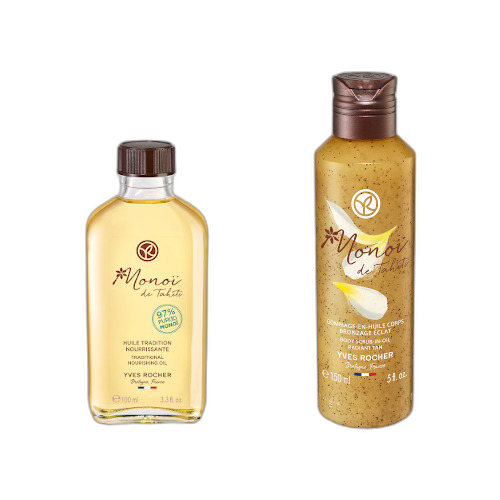 Monoï
de Tahiti
97%
PURE
MONOÏ
HUILE TRADITION
NOURRISSANTE
TRADITIONAL
NOURISHING OIL
YVES ROCHER
Bretagne, France
℮ 100 ml 3.3 fl. oz.
Monoï
de Tahiti
GOMMAGE-EN-HUILE CORPS
BRONZAGE ÉCLAT
BODY SCRUB-IN-OIL
RADIANT TAN
YVES ROCHER
Bretagne, France
℮ 150 ml 5 fl. oz.